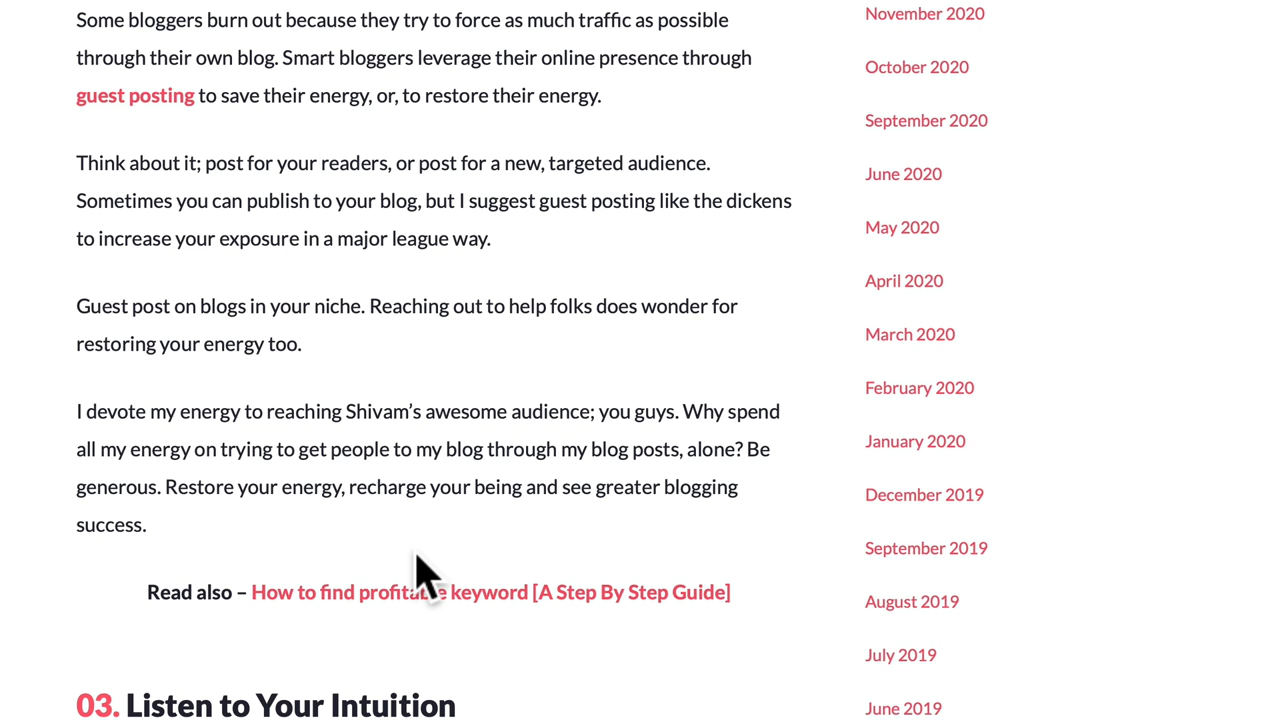 Some bloggers burn out because they try to force as much traffic as possible
through their own blog. Smart bloggers leverage their online presence through
guest posting to save their energy, or, to restore their energy.
Think about it; post for your readers, or post for a new, targeted audience.
Sometimes you can publish to your blog, but I suggest guest posting like the dickens
to increase your exposure in a major league way.
Guest post on blogs in your niche. Reaching out to help folks does wonder for
restoring your energy too.
I devote my energy to reaching Shivam’s awesome audience; you guys. Why spend
all my energy on trying to get people to my blog through my blog posts, alone? Be
generous. Restore your energy, recharge your being and see greater blogging
success.
Read also – How to find profitable keyword [A Step By Step Guide]
03. Listen to Your Intuition
November 2020
October 2020
September 2020
June 2020
May 2020
April 2020
March 2020
February 2020
January 2020
December 2019
September 2019
August 2019
July 2019
June 2019